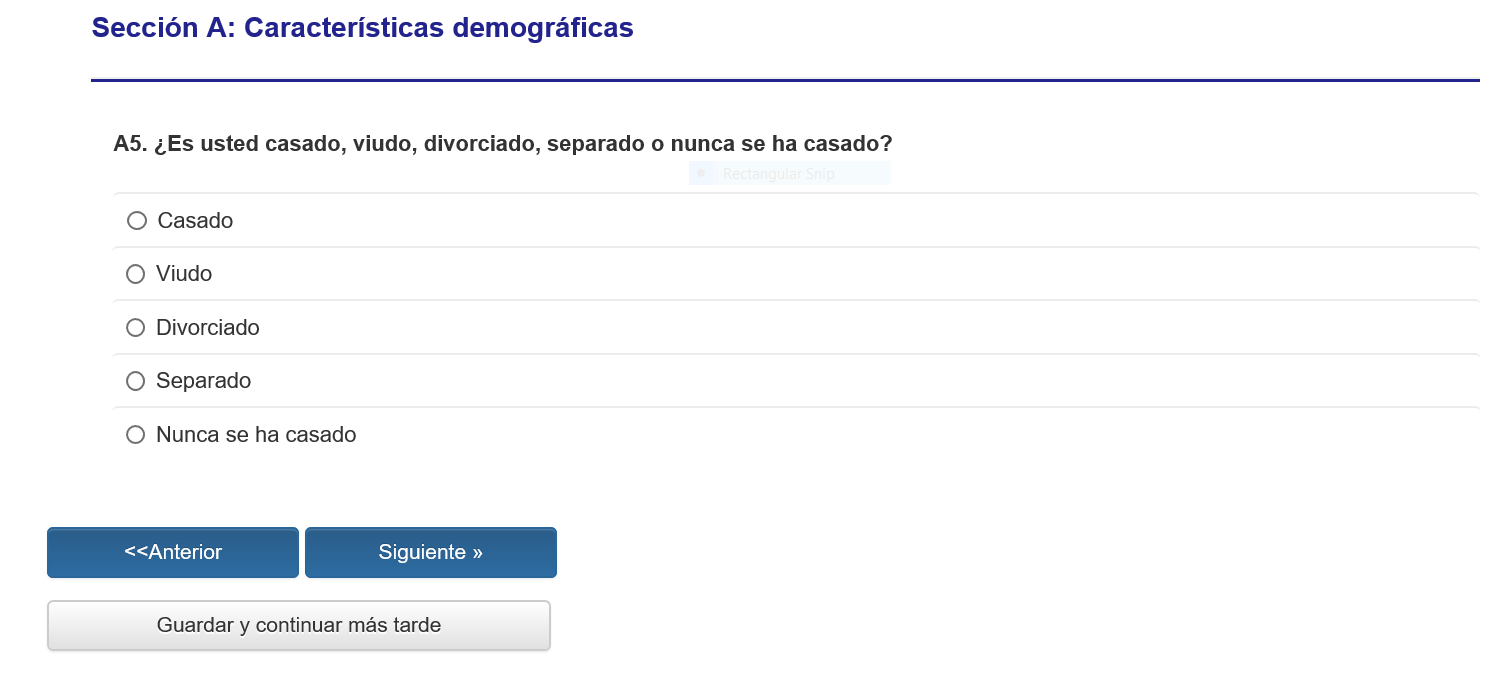 Sección A: Características demográficas
A5. ¿Es usted casado, viudo, divorciado, separado o nunca se ha casado?
Rectangular Snip
Casado
Viudo
Divorciado
Separado
Nunca se ha casado
<<Anterior
Siguiente »
Guardar y continuar más tarde